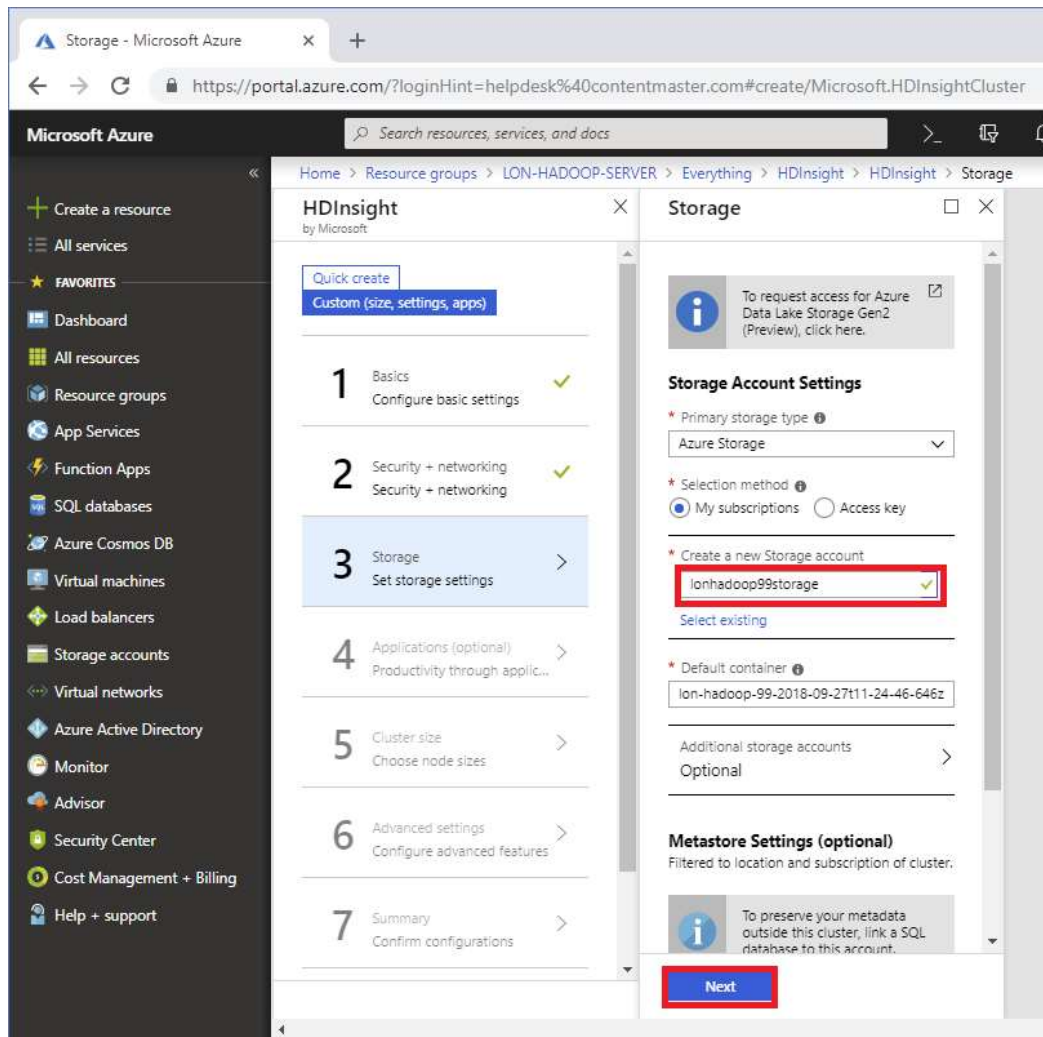 Storage - Microsoft Azure
https://portal.azure.com/?loginHint=helpdesk%40contentmaster.com#create/Microsoft.HDInsightCluster
Microsoft Azure
Search resources, services, and docs
Home > Resource groups > LON-HADOOP-SERVER > Everything > HDInsight > HDInsight > Storage
Create a resource
All services
FAVORITES
Dashboard
All resources
Resource groups
App Services
Function Apps
SQL databases
Azure Cosmos DB
Virtual machines
Load balancers
Storage accounts
Virtual networks
Azure Active Directory
Monitor
Advisor
Security Center
Cost Management + Billing
Help + support
HDInsight
by Microsoft
Quick create
Custom (size, settings, apps)
1
Basics
Configure basic settings
2
Security + networking
Security + networking
3
Storage
Set storage settings
4
Applications (optional)
Productivity through applic...
5
Cluster size
Choose node sizes
6
Advanced settings
Configure advanced features
7
Summary
Confirm configurations
Storage
To request access for Azure
Data Lake Storage Gen2
(Preview), click here.
Storage Account Settings
* Primary storage type
Azure Storage
* Selection method
My subscriptions Access key
* Create a new Storage account
lonhadoop99storage
Select existing
* Default container
lon-hadoop-99-2018-09-27t11-24-46-646z
Additional storage accounts
Optional
Metastore Settings (optional)
Filtered to location and subscription of cluster.
To preserve your metadata
outside this cluster, link a SQL
database to this account.
Next